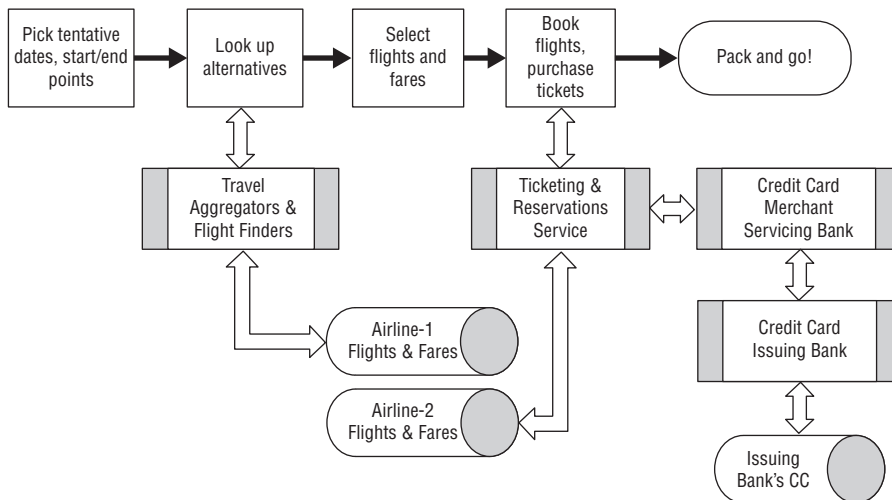 Pick tentative
dates, start/end
points
Look up
alternatives
Select
flights and
fares
Book
flights,
purchase
tickets
Pack and go!
Travel
Aggregators &
Flight Finders
Ticketing &
Reservations
Service
Credit Card
Merchant
Servicing Bank
Airline-1
Flights & Fares
Credit Card
Issuing Bank
Airline-2
Flights & Fares
Issuing
Bank's CC